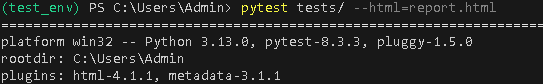 (test_env) PS C:\Users\Admin> pytest tests/ --html=report.html
================================================================================
platform win32 -- Python 3.13.0, pytest-8.3.3, pluggy-1.5.0
rootdir: C:\Users\Admin
plugins: html-4.1.1, metadata-3.1.1